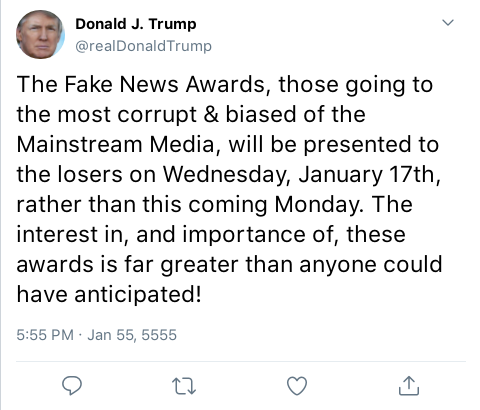 Donald J. Trump
@realDonaldTrump
The Fake News Awards, those going to
the most corrupt & biased of the
Mainstream Media, will be presented to
the losers on Wednesday, January 17th,
rather than this coming Monday. The
interest in, and importance of, these
awards is far greater than anyone could
have anticipated!
5:55 PM · Jan 55, 5555